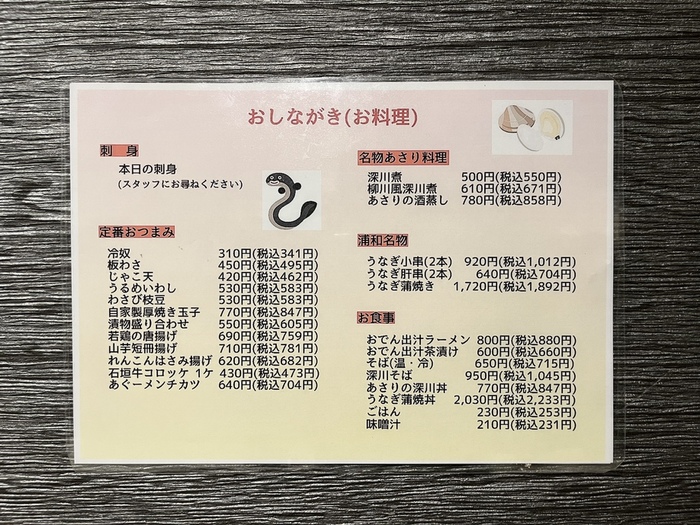 おしながき(お料理)
刺 身
本日の刺身
(スタッフにお尋ねください)
定番おつまみ
冷奴 310円(税込341円)
板わさ 450円(税込495円)
じゃこ天 420円(税込462円)
うるめいわし 530円(税込583円)
わさび枝豆 530円(税込583円)
自家製厚焼き玉子 770円(税込847円)
漬物盛り合わせ 550円(税込605円)
若鶏の唐揚げ 690円(税込759円)
山芋短冊揚げ 710円(税込781円)
れんこんはさみ揚げ 620円(税込682円)
石垣牛コロッケ 1ケ 430円(税込473円)
あぐーメンチカツ 640円(税込704円)
名物あさり料理
深川煮 500円(税込550円)
柳川風深川煮 610円(税込671円)
あさりの酒蒸し 780円(税込858円)
浦和名物
うなぎ小串(2本) 920円(税込1,012円)
うなぎ肝串(2本) 640円(税込704円)
うなぎ蒲焼き 1,720円(税込1,892円)
お食事
おでん出汁ラーメン 800円(税込880円)
おでん出汁茶漬け 600円(税込660円)
そば(温・冷) 650円(税込715円)
深川そば 950円(税込1,045円)
あさりの深川丼 770円(税込847円)
うなぎ蒲焼丼 2,030円(税込2,233円)
ごはん 230円(税込253円)
味噌汁 210円(税込231円)